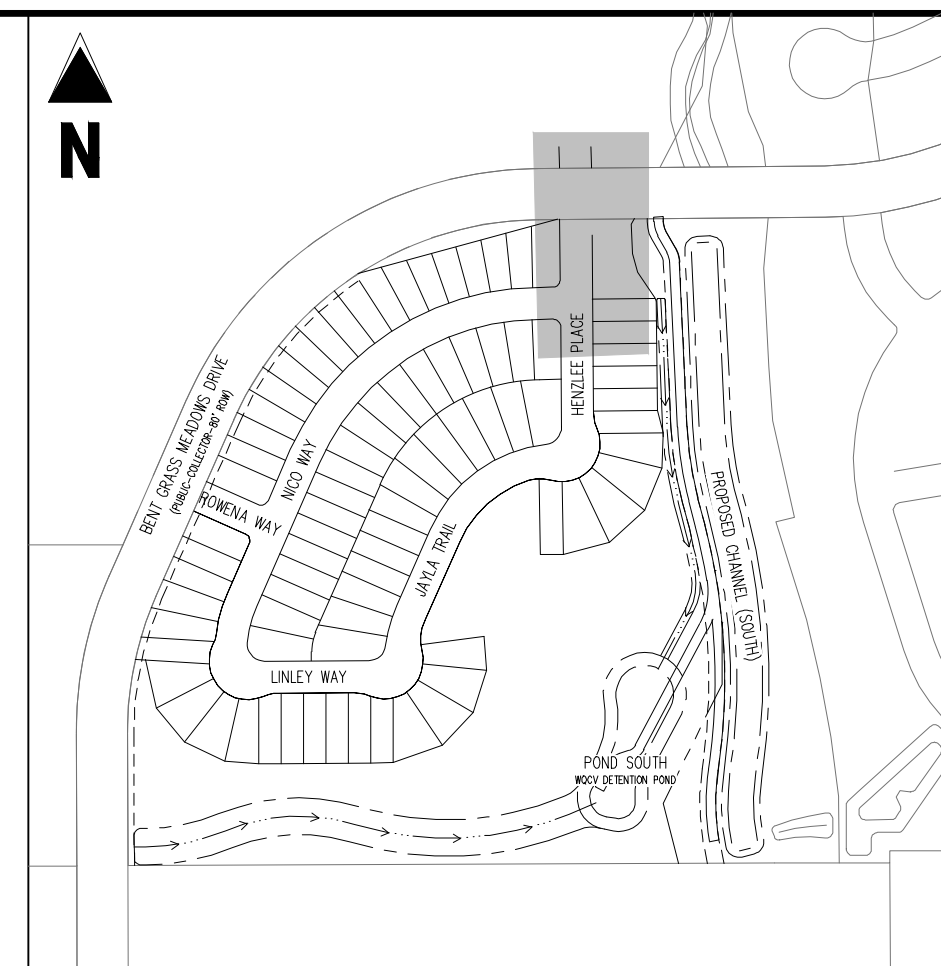 N
HENZLEE PLACE
BENT GRASS MEADOWS DRIVE
(PUBLIC-COLLECTOR-80' ROW)
NICO WAY
ROWENA WAY
JAYLA TRAIL
PROPOSED CHANNEL (SOUTH)
LINLEY WAY
POND SOUTH
WQCV DETENTION POND